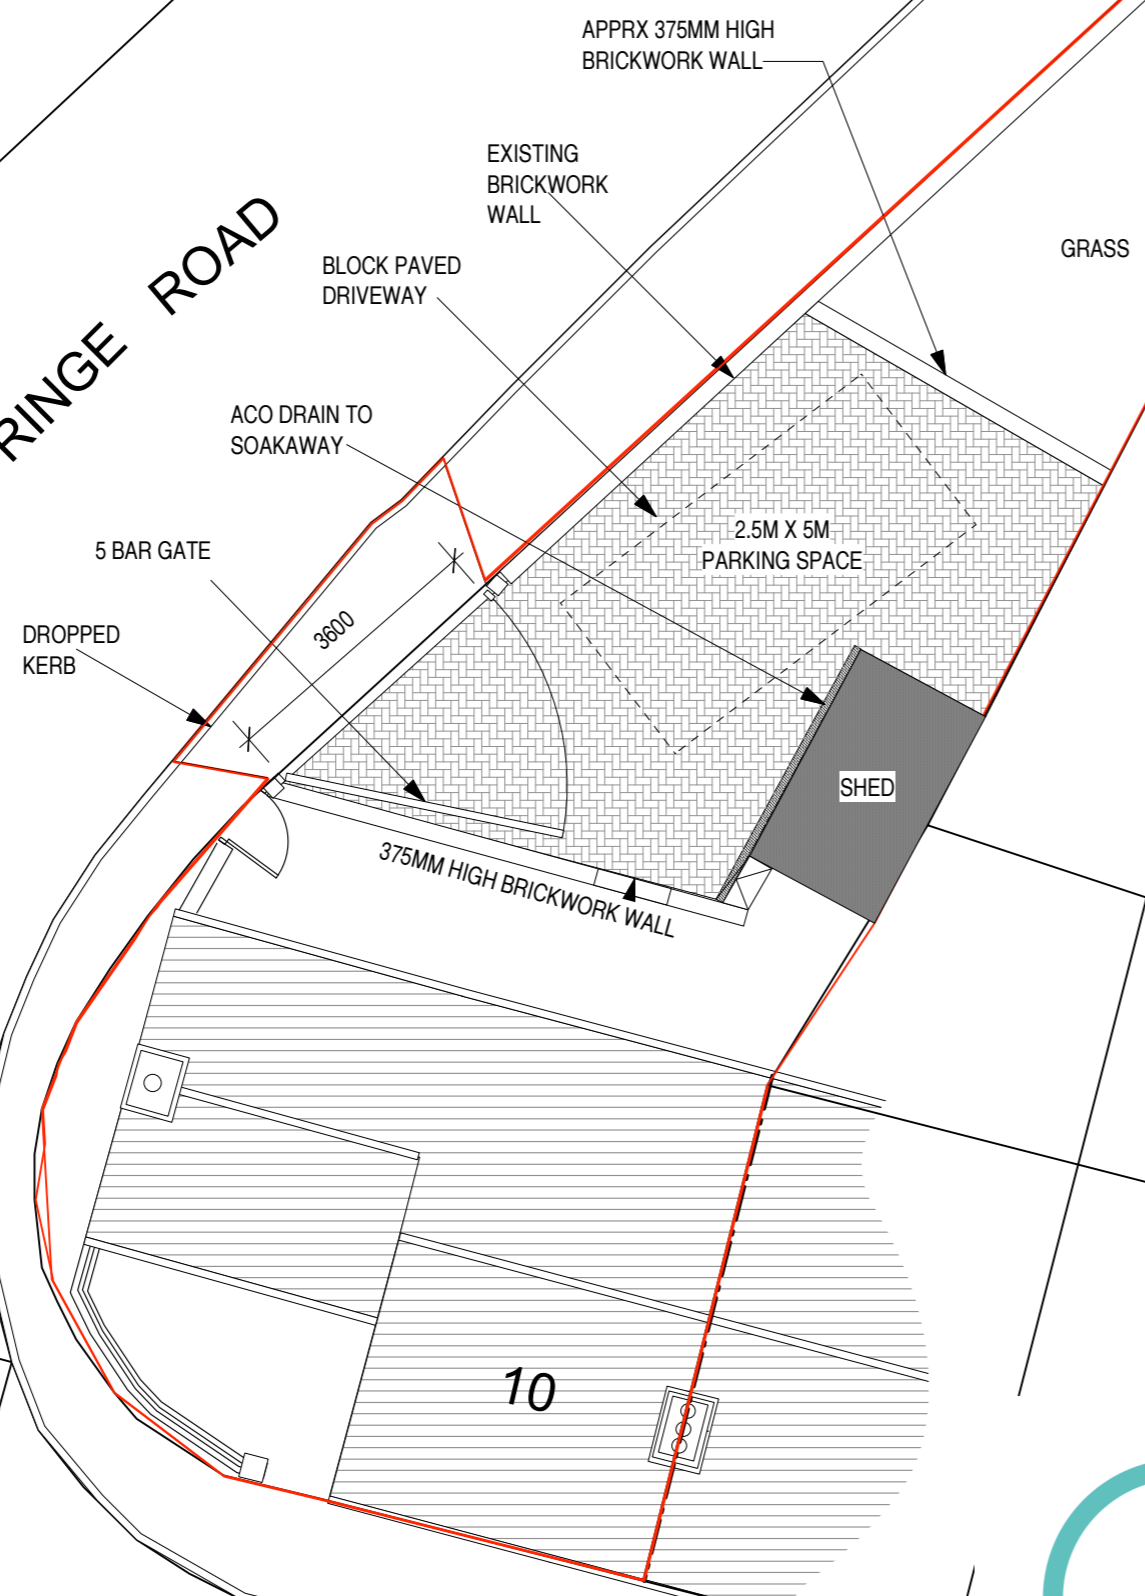 APPRX 375MM HIGH
BRICKWORK WALL
EXISTING
BRICKWORK
WALL
GRASS
RINGE ROAD
BLOCK PAVED
DRIVEWAY
ACO DRAIN TO
SOAKAWAY
2.5M X 5M
PARKING SPACE
5 BAR GATE
3600
DROPPED
KERB
SHED
375MM HIGH BRICKWORK WALL
10